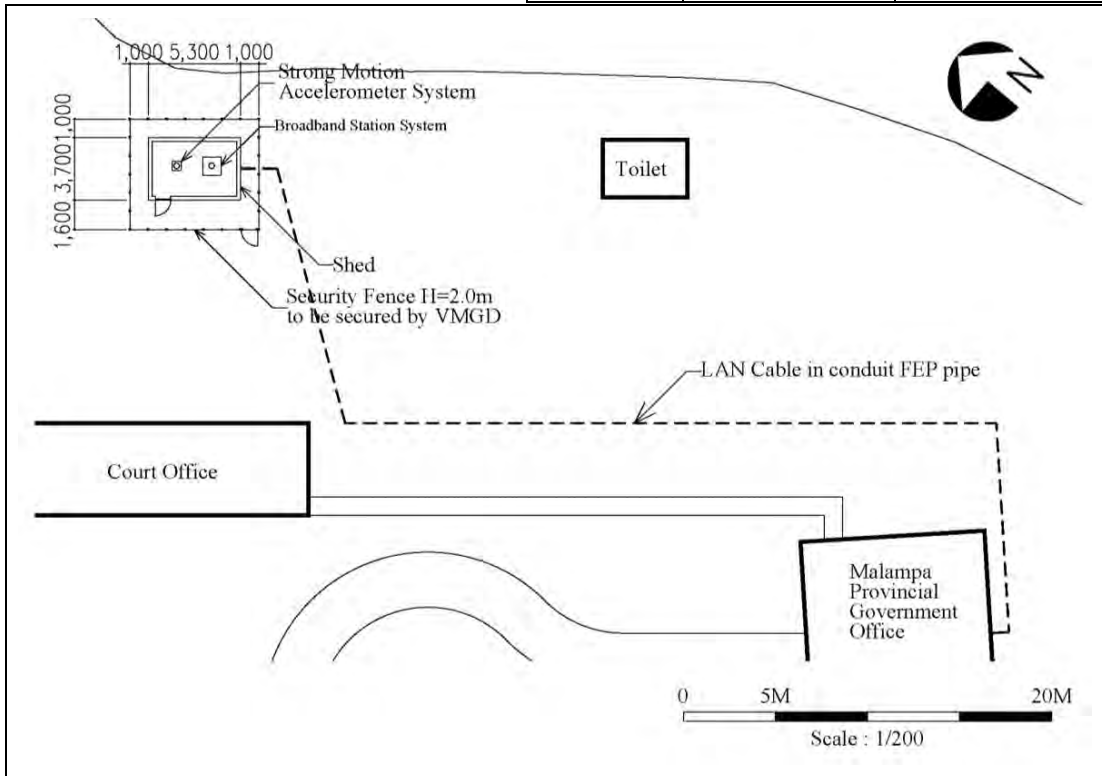 1,000 5,300 1,000
Strong Motion
Accelerometer System
Broadband Station System
1,600 3,700 1,000
N
Toilet
Shed
Security Fence H=2.0m
to be secured by VMGD
LAN Cable in conduit FEP pipe
Court Office
Malampa
Provincial
Government
Office
0 5M 20M
Scale : 1/200